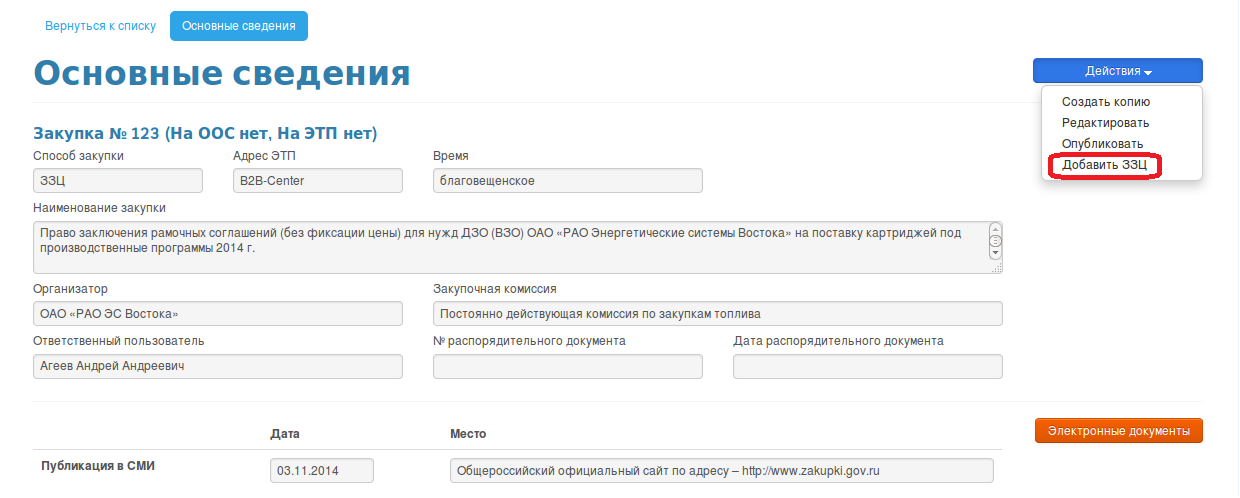 Вернуться к списку
Основные сведения
Основные сведения
Действия
Создать копию
Редактировать
Опубликовать
Добавить ЗЗЦ
Закупка № 123 (На ООС нет, На ЭТП нет)
Способ закупки
Адрес ЭТП
Время
ЗЗЦ
B2B-Center
благовещенское
Наименование закупки
Право заключения рамочных соглашений (без фиксации цены) для нужд ДЗО (ВЗО) ОАО «РАО Энергетические системы Востока» на поставку картриджей под
производственные программы 2014 г.
Организатор
Закупочная комиссия
ОАО «РАО ЭС Востока»
Постоянно действующая комиссия по закупкам топлива
Ответственный пользователь
№ распорядительного документа
Дата распорядительного документа
Агеев Андрей Андреевич
Электронные документы
Дата
Место
Публикация в СМИ
03.11.2014
Общероссийский официальный сайт по адресу – http://www.zakupki.gov.ru